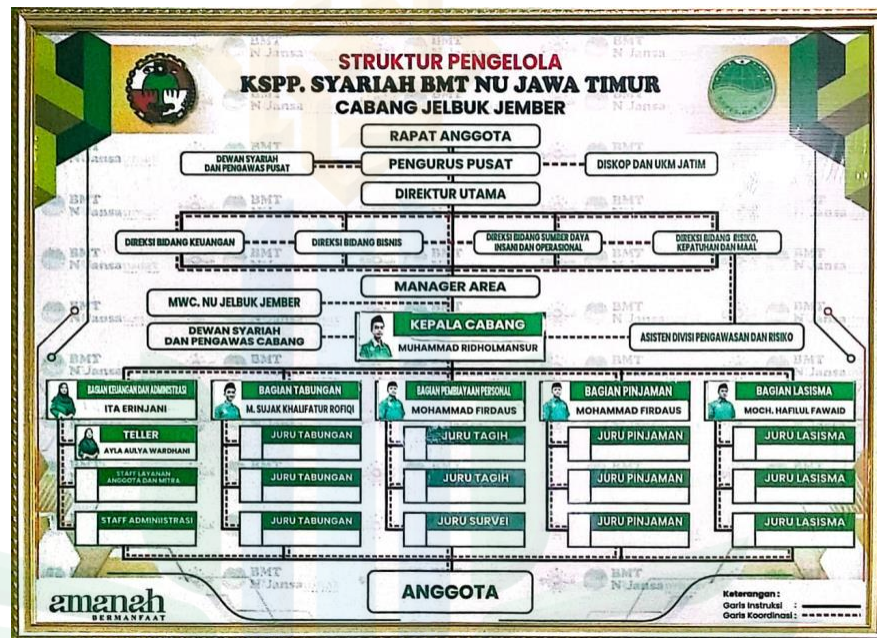 STRUKTUR PENGELOLA
KSPP. SYARIAH BMT NU JAWA TIMUR
CABANG JELBUK JEMBER
RAPAT ANGGOTA
DEWAN SYARIAH
DAN PENGAWAS PUSAT
PENGURUS PUSAT
DISKOP DAN UKM JATIM
DIREKTUR UTAMA
DIREKSI BIDANG KEUANGAN
DIREKSI BIDANG BISNIS
DIREKSI BIDANG SUMBER DAYA
INSANI DAN OPERASIONAL
DIREKSI BIDANG RISIKO,
KEPATUHAN DAN MAAL
MANAGER AREA
MWC. NU JELBUK JEMBER
DEWAN SYARIAH
DAN PENGAWAS CABANG
KEPALA CABANG
MUHAMMAD RIDHOLMANSUR
ASISTEN DIVISI PENGAWASAN DAN RISIKO
BAGIAN KEUANGAN DAN ADMINISTRASI
ITA ERINJANI
BAGIAN TABUNGAN
M. SUJAK KHALIFATUR ROFIQI
BAGIAN PEMBIAYAAN PERSONAL
MOHAMMAD FIRDAUS
BAGIAN PINJAMAN
MOHAMMAD FIRDAUS
BAGIAN LASISMA
MOCH. HAFILUL FAWAID
TELLER
AYLA AULYA WARDHANI
JURU TABUNGAN
JURU TAGIH
JURU PINJAMAN
JURU LASISMA
STAFF LAYANAN
ANGGOTA DAN MITRA
JURU TABUNGAN
JURU TAGIH
JURU PINJAMAN
JURU LASISMA
STAFF ADMINISTRASI
JURU TABUNGAN
JURU SURVEI
JURU PINJAMAN
JURU LASISMA
ANGGOTA
amanah
BERMANFAAT
Keterangan :
Garis Instruksi :
Garis Koordinasi :